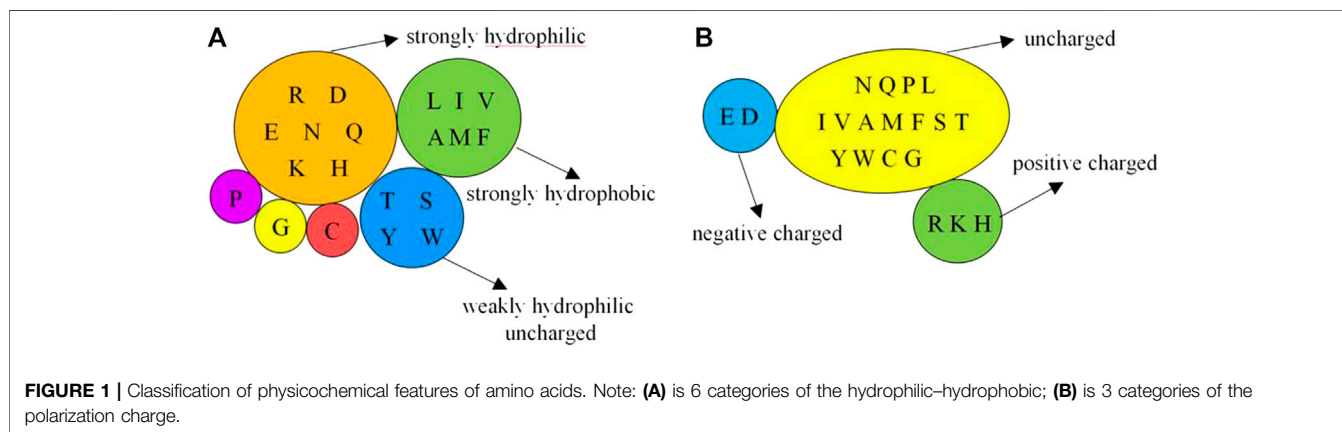 A
strongly hydrophilic
R D
E N Q
K H
L I V
A M F
strongly hydrophobic
P
G
C
T S
Y W
weakly hydrophilic
uncharged
B
uncharged
N Q P L
I V A M F S T
Y W C G
E D
positive charged
R K H
negative charged
FIGURE 1 | Classification of physicochemical features of amino acids. Note: (A) is 6 categories of the hydrophilic–hydrophobic; (B) is 3 categories of the
polarization charge.